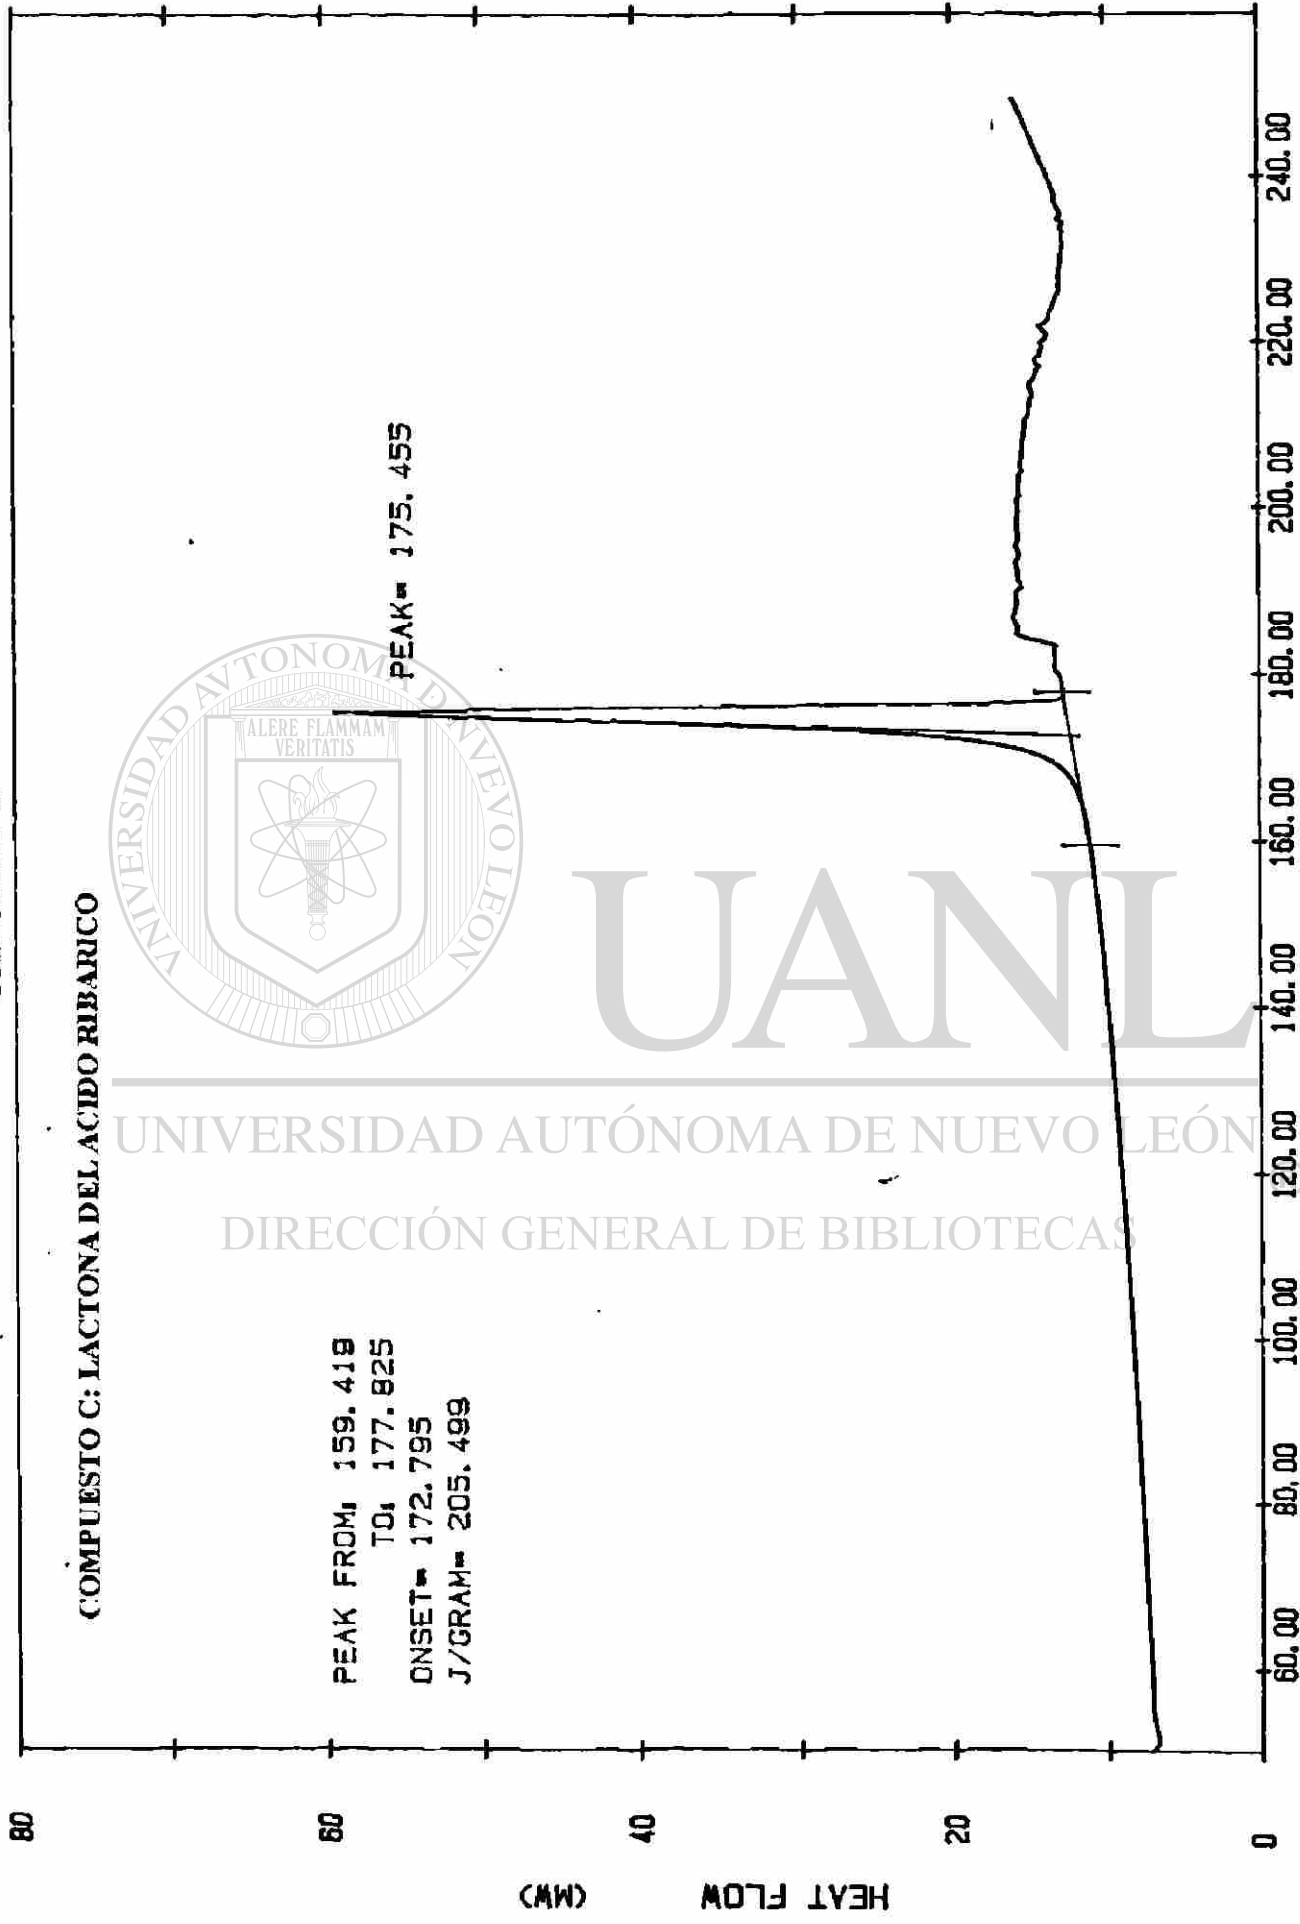 COMPUESTO C: LACTONA DEL ACIDO RIBARICO
PEAK FROM: 159.419
TO: 177.825
ONSET= 172.795
J/GRAM= 205.499
PEAK= 175.455
80
60
40
20
0
HEAT FLOW (MW)
60.00 80.00 100.00 120.00 140.00 160.00 180.00 200.00 220.00 240.00
UNIVERSIDAD AVTONOMA DE NVEVO LEON
ALERE FLAMMAM
VERITATIS
UANL
UNIVERSIDAD AUTÓNOMA DE NUEVO LEÓN
DIRECCIÓN GENERAL DE BIBLIOTECAS